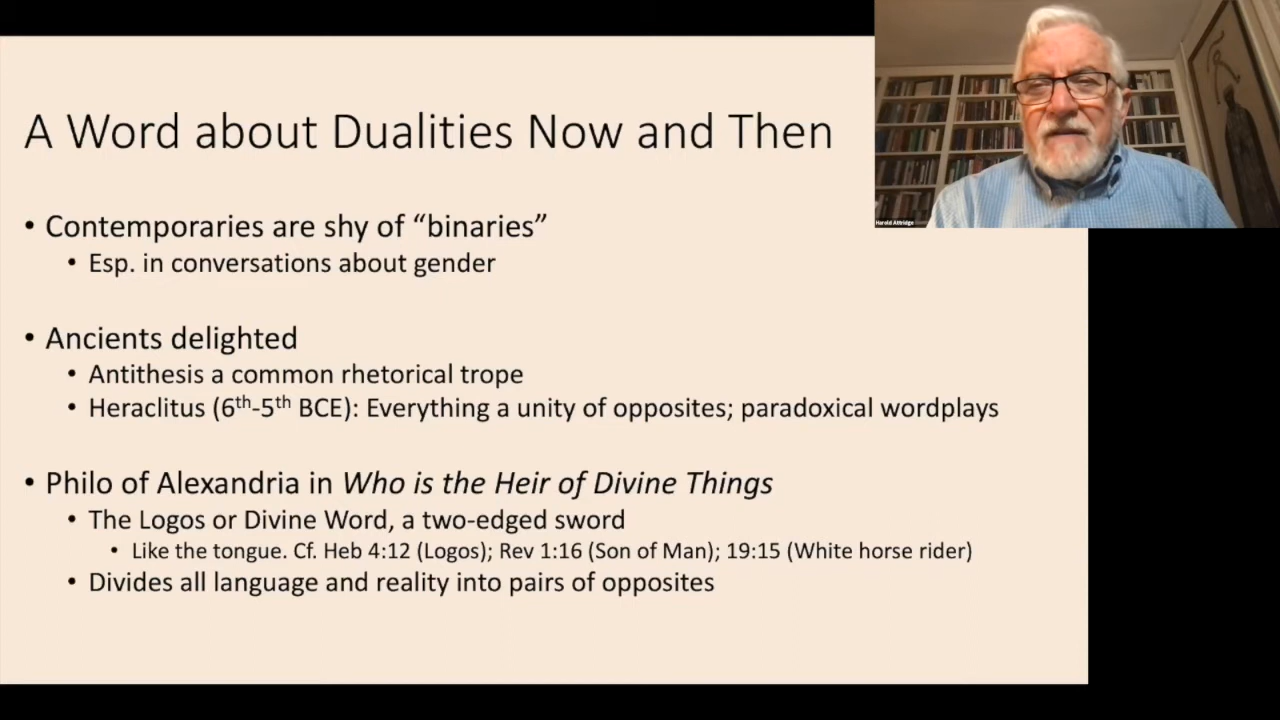 A Word about Dualities Now and Then
• Contemporaries are shy of “binaries”
• Esp. in conversations about gender
• Ancients delighted
• Antithesis a common rhetorical trope
• Heraclitus (6th-5th BCE): Everything a unity of opposites; paradoxical wordplays
• Philo of Alexandria in Who is the Heir of Divine Things
• The Logos or Divine Word, a two-edged sword
• Like the tongue. Cf. Heb 4:12 (Logos); Rev 1:16 (Son of Man); 19:15 (White horse rider)
• Divides all language and reality into pairs of opposites
Harold Attridge